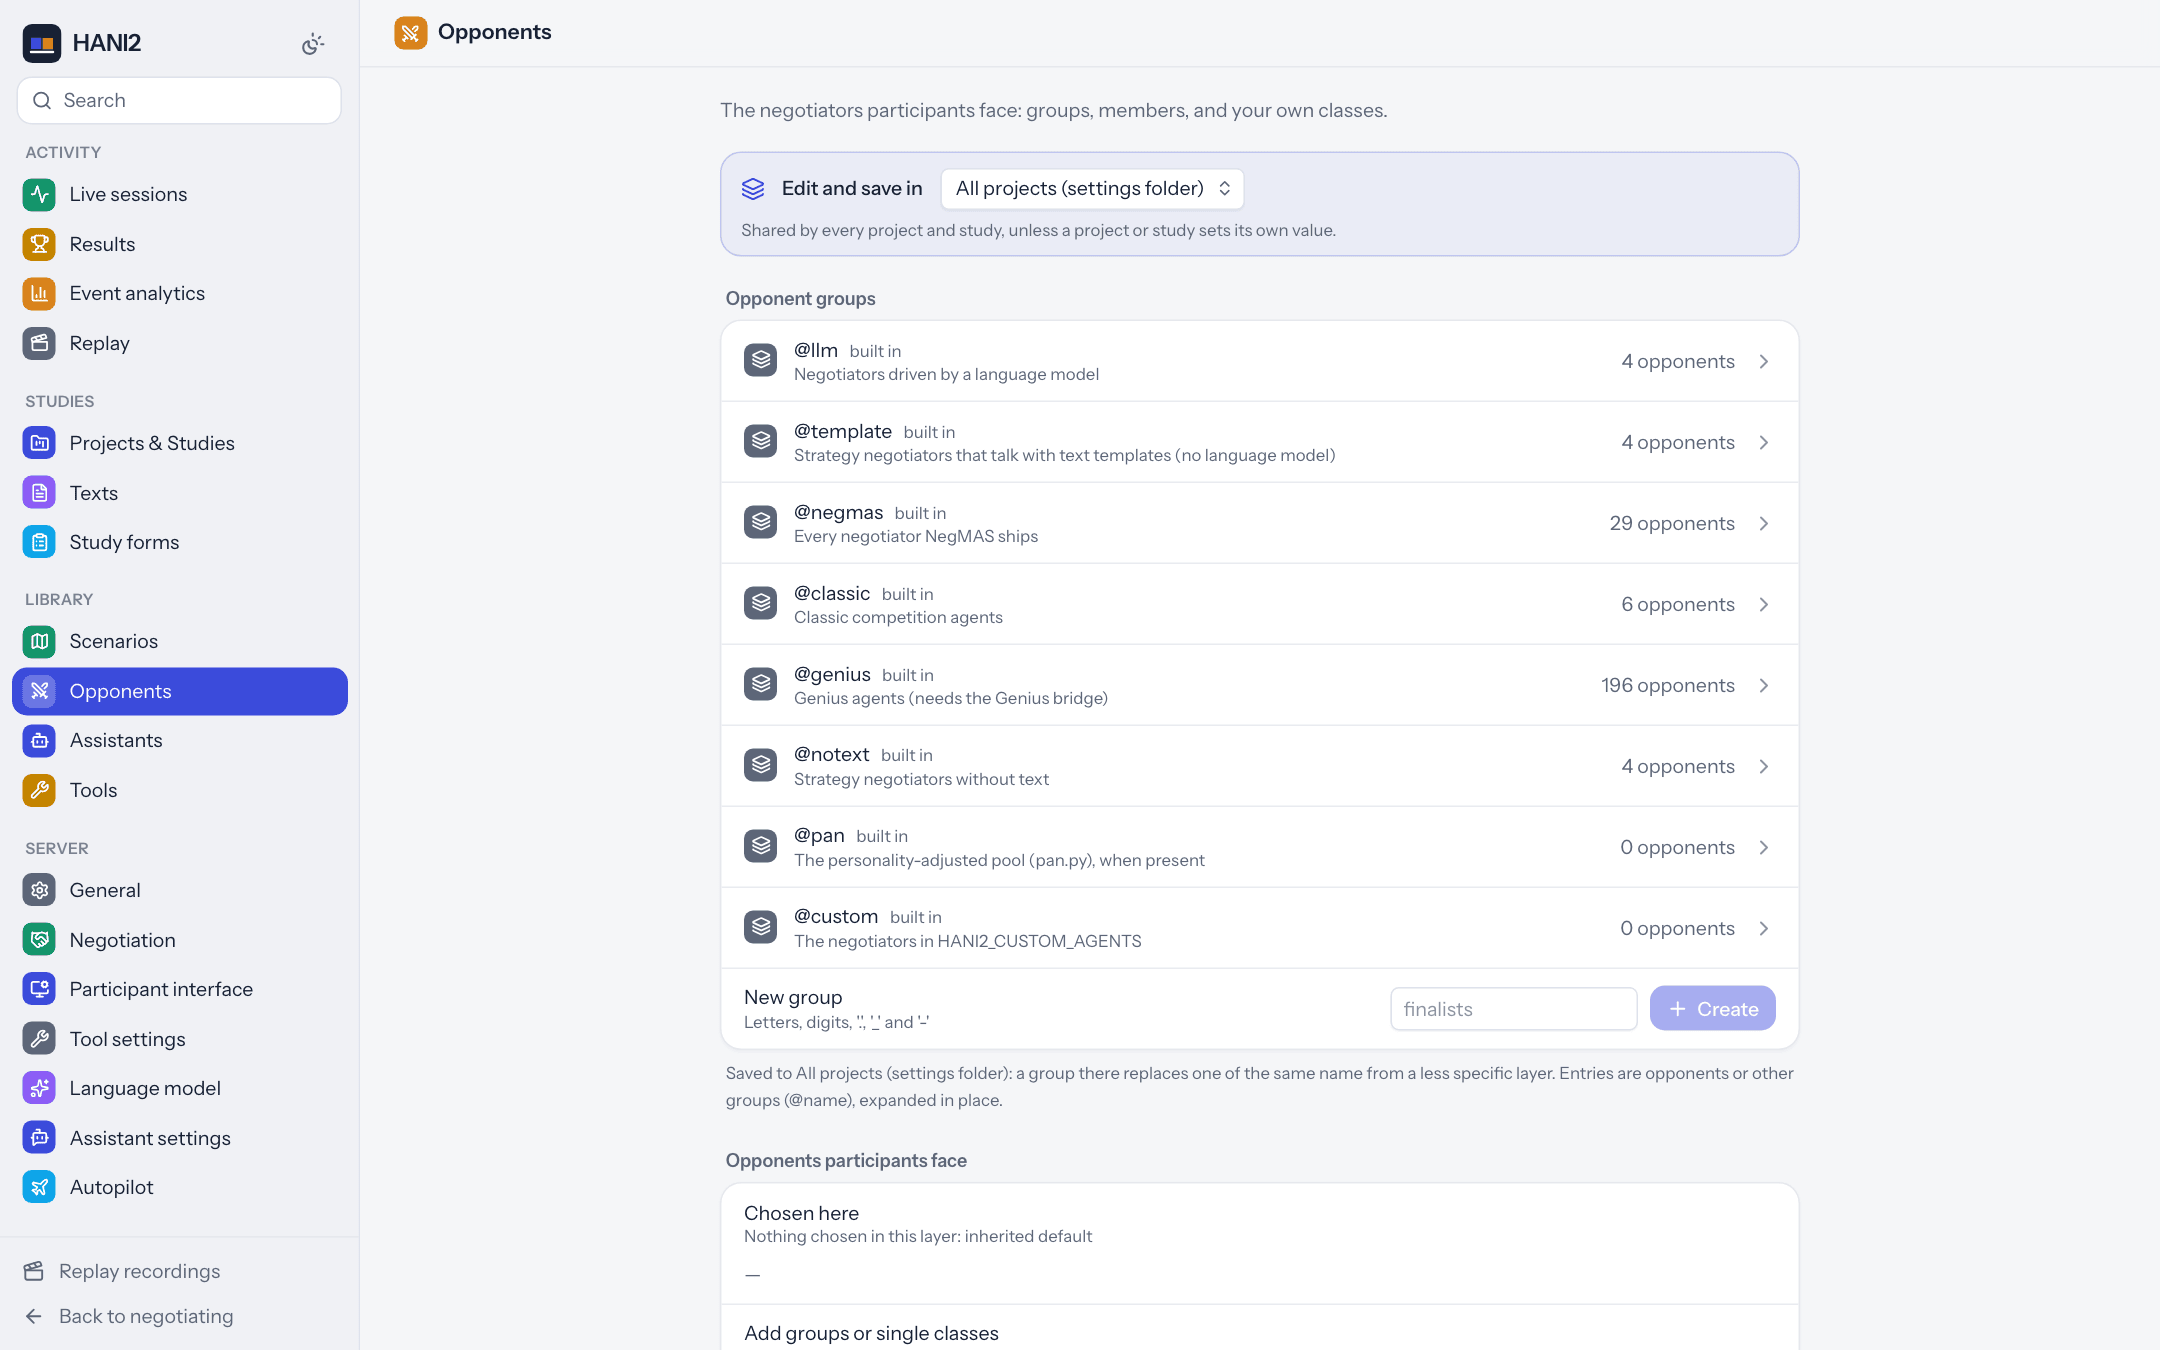 HANI2
Search
ACTIVITY
Live sessions
Results
Event analytics
Replay
STUDIES
Projects & Studies
Texts
Study forms
LIBRARY
Scenarios
Opponents
Assistants
Tools
SERVER
General
Negotiation
Participant interface
Tool settings
Language model
Assistant settings
Autopilot
Replay recordings
Back to negotiating
Opponents
The negotiators participants face: groups, members, and your own classes.
Edit and save in All projects (settings folder)
Shared by every project and study, unless a project or study sets its own value.
Opponent groups
@llm built in
Negotiators driven by a language model
4 opponents
@template built in
Strategy negotiators that talk with text templates (no language model)
4 opponents
@negmas built in
Every negotiator NegMAS ships
29 opponents
@classic built in
Classic competition agents
6 opponents
@genius built in
Genius agents (needs the Genius bridge)
196 opponents
@notext built in
Strategy negotiators without text
4 opponents
@pan built in
The personality-adjusted pool (pan.py), when present
0 opponents
@custom built in
The negotiators in HANI2_CUSTOM_AGENTS
0 opponents
New group
Letters, digits, '.', '_' and '-'
finalists
+ Create
Saved to All projects (settings folder): a group there replaces one of the same name from a less specific layer. Entries are opponents or other
groups (@name), expanded in place.
Opponents participants face
Chosen here
Nothing chosen in this layer: inherited default
—
Add groups or single classes